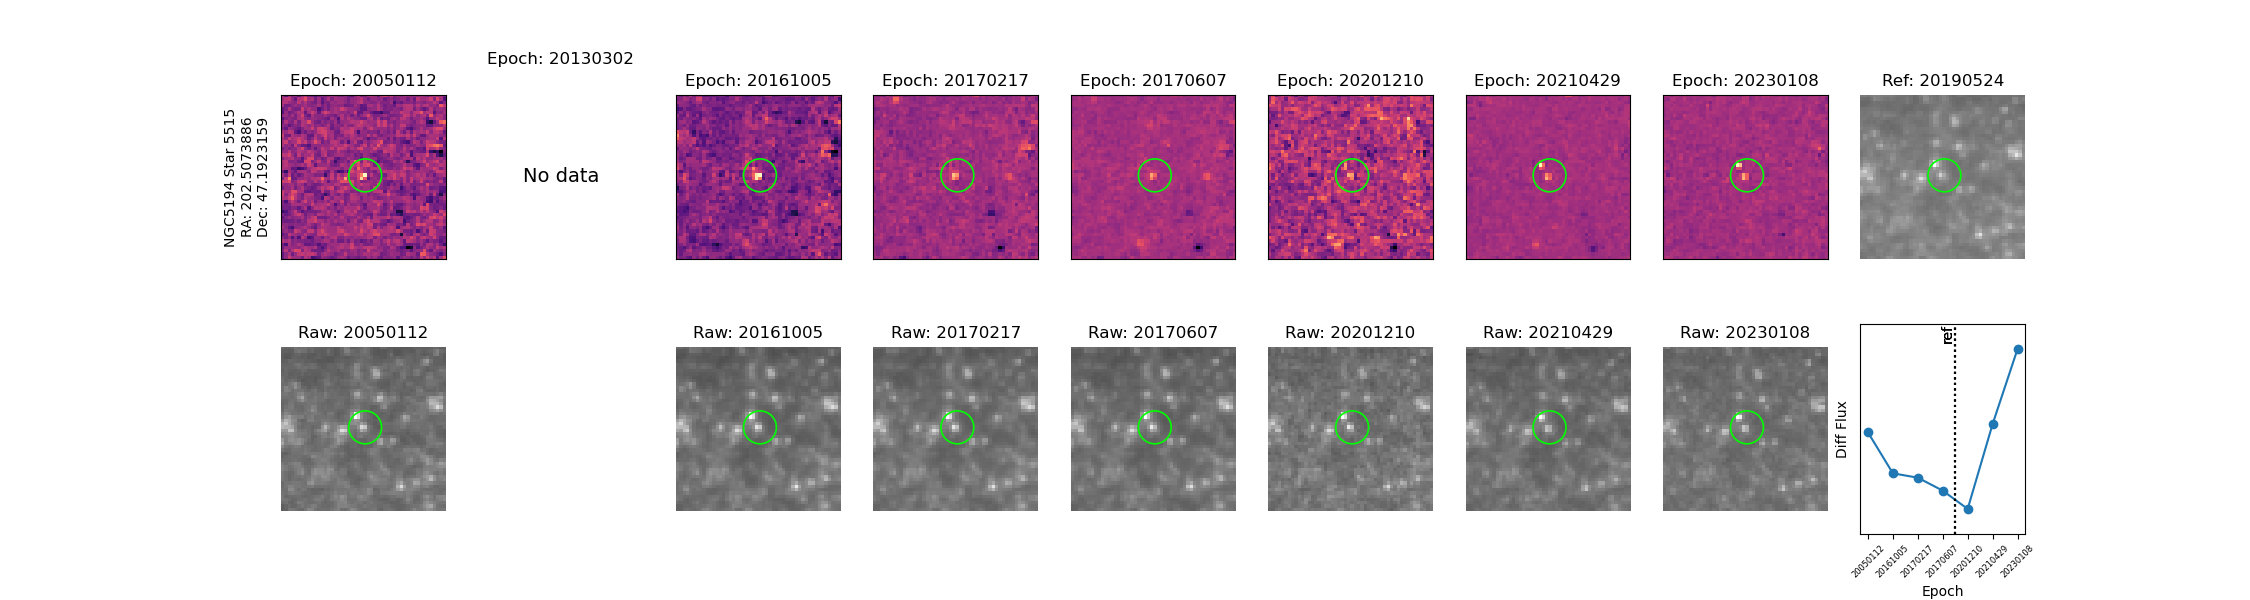 Epoch: 20130302
Epoch: 20050112
Epoch: 20161005
Epoch: 20170217
Epoch: 20170607
Epoch: 20201210
Epoch: 20210429
Epoch: 20230108
Ref: 20190524
NGC5194 Star 5515
RA: 202.5073886
Dec: 47.1923159
No data
Raw: 20050112
Raw: 20161005
Raw: 20170217
Raw: 20170607
Raw: 20201210
Raw: 20210429
Raw: 20230108
ref
Diff Flux
20050112
20161005
20170217
20170607
20201210
20210429
20230108
Epoch